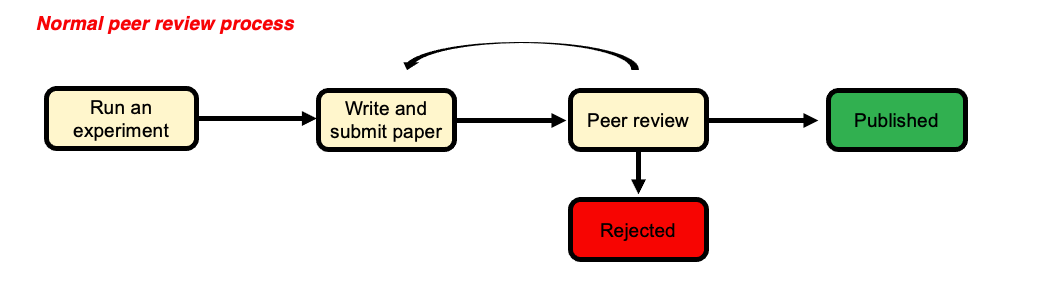 Normal peer review process
Run an
experiment
Write and
submit paper
Peer review
Published
Rejected